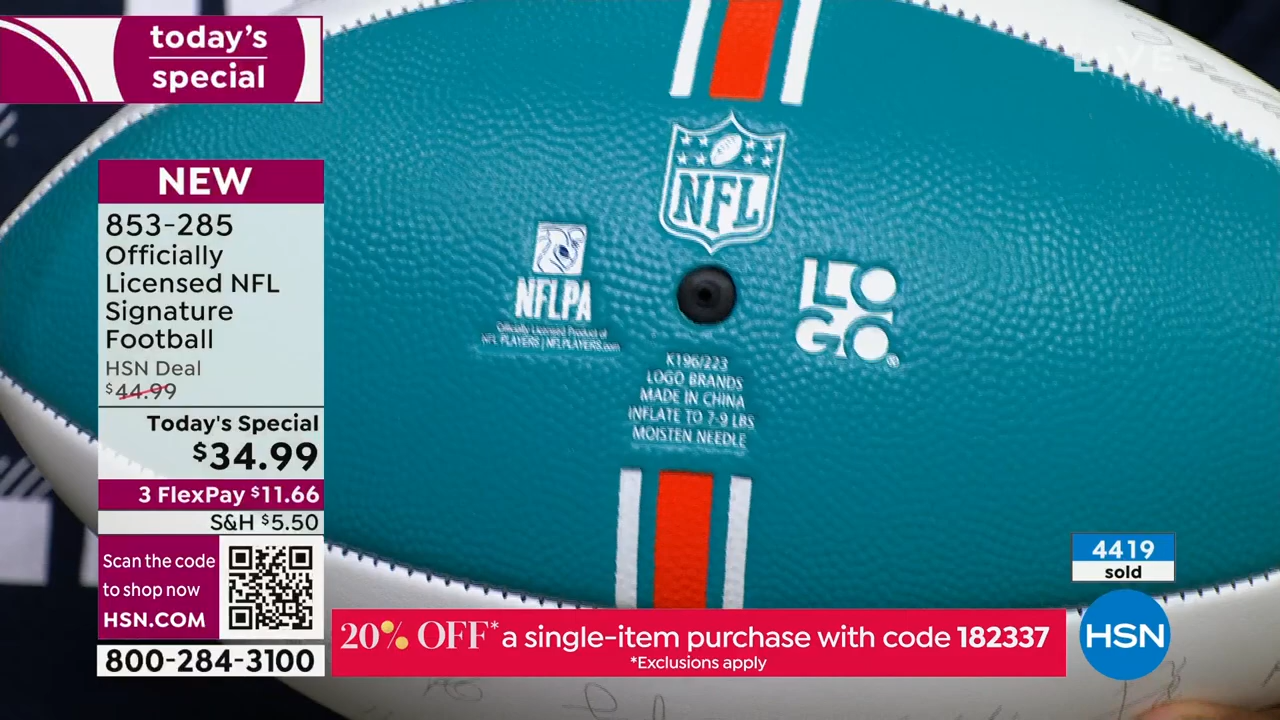 today's
special
LIVE
NEW
853-285
Officially
Licensed NFL
Signature
Football
HSN Deal
$44.99
Today's Special
$34.99
3 FlexPay $11.66
S&H $5.50
Scan the code
to shop now
HSN.COM
800-284-3100
NFL
NFLPA
Officially Licensed Product of
NFL PLAYERS | NFLPLAYERS.com
LOGO®
K196/223
LOGO BRANDS
MADE IN CHINA
INFLATE TO 7-9 LBS
MOISTEN NEEDLE
4419
sold
20% OFF* a single-item purchase with code 182337
*Exclusions apply
HSN